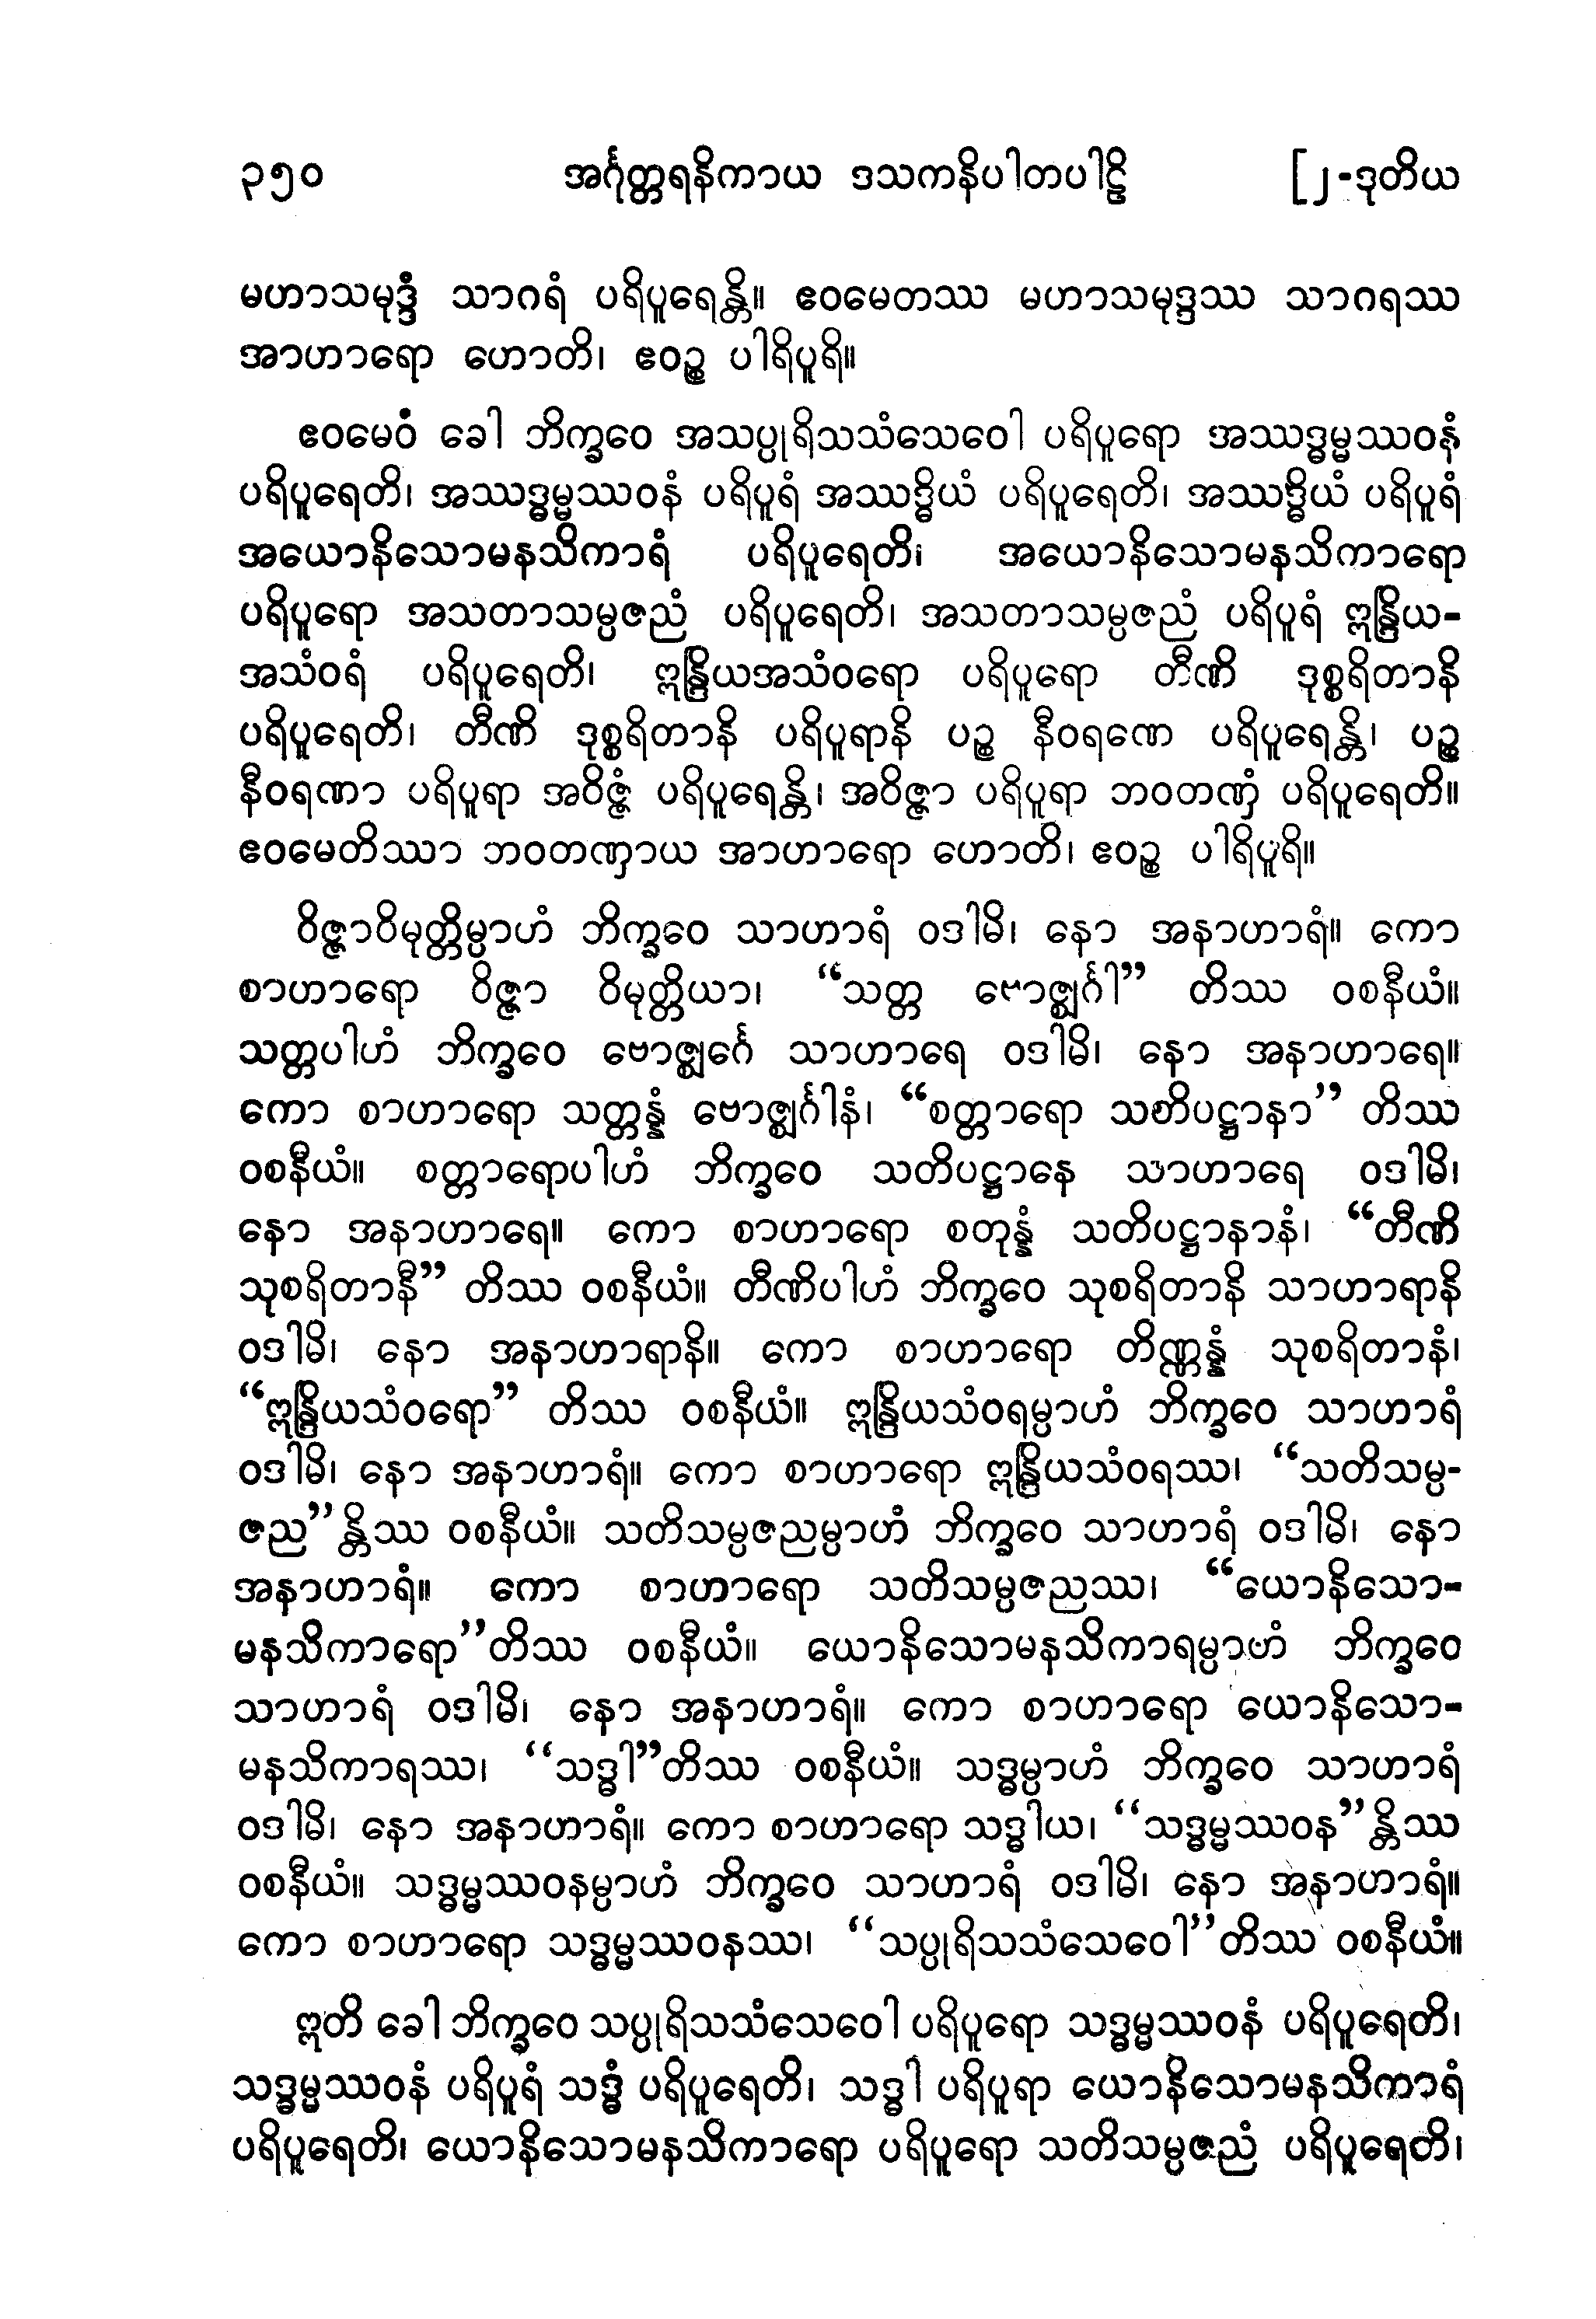 ၃၅၀ အင်္ဂုတ္တရနိကာယ ဒသကနိပါတပါဠိ [၂-ဒုတိယ
မဟာသမုဒ္ဒံ သာဂရံ ပရိပူရေန္တိ။ ဧဝမေတဿ မဟာသမုဒ္ဒဿ သာဂရဿ
အာဟာရော ဟောတိ၊ ဧဝဉ္စ ပါရိပူရိ။
ဧဝမေဝံ ခေါ ဘိက္ခဝေ အသပ္ပုရိသသံသေဝေါ ပရိပူရော အဿဒ္ဓမ္မဿဝနံ
ပရိပူရေတိ၊ အဿဒ္ဓမ္မဿဝနံ ပရိပူရံ အဿဒ္ဓိယံ ပရိပူရေတိ၊ အဿဒ္ဓိယံ ပရိပူရံ
အယောနိသောမနသိကာရံ ပရိပူရေတိ၊ အယောနိသောမနသိကာရော
ပရိပူရော အသတာသမ္ပဇညံ ပရိပူရေတိ၊ အသတာသမ္ပဇညံ ပရိပူရံ ဣန္ဒြိယ-
အသံဝရံ ပရိပူရေတိ၊ ဣန္ဒြိယအသံဝရော ပရိပူရော တီဏိ ဒုစ္စရိတာနိ
ပရိပူရေတိ၊ တီဏိ ဒုစ္စရိတာနိ ပရိပူရာနိ ပဉ္စ နီဝရဏေ ပရိပူရေန္တိ၊ ပဉ္စ
နီဝရဏာ ပရိပူရာ အဝိဇ္ဇံ ပရိပူရေန္တိ၊ အဝိဇ္ဇာ ပရိပူရာ ဘဝတဏှံ ပရိပူရေတိ။
ဧဝမေတိဿာ ဘဝတဏှာယ အာဟာရော ဟောတိ၊ ဧဝဉ္စ ပါရိပူရိ။
ဝိဇ္ဇာဝိမုတ္တိမ္ပာဟံ ဘိက္ခဝေ သာဟာရံ ဝဒါမိ၊ နော အနာဟာရံ။ ကော
စာဟာရော ဝိဇ္ဇာ ဝိမုတ္တိယာ၊ “သတ္တ ဗောဇ္ဈင်္ဂါ” တိဿ ဝစနီယံ။
သတ္တပါဟံ ဘိက္ခဝေ ဗောဇ္ဈင်္ဂေ သာဟာရေ ဝဒါမိ၊ နော အနာဟာရေ။
ကော စာဟာရော သတ္တန္နံ ဗောဇ္ဈင်္ဂါနံ၊ “စတ္တာရော သတိပဋ္ဌာနာ” တိဿ
ဝစနီယံ။ စတ္တာရောပါဟံ ဘိက္ခဝေ သတိပဋ္ဌာနေ သာဟာရေ ဝဒါမိ၊
နော အနာဟာရေ။ ကော စာဟာရော စတုန္နံ သတိပဋ္ဌာနာနံ၊ “တီဏိ
သုစရိတာနီ” တိဿ ဝစနီယံ။ တီဏိပါဟံ ဘိက္ခဝေ သုစရိတာနိ သာဟာရာနိ
ဝဒါမိ၊ နော အနာဟာရာနိ။ ကော စာဟာရော တိဏ္ဏန္နံ သုစရိတာနံ၊
“ဣန္ဒြိယသံဝရော” တိဿ ဝစနီယံ။ ဣန္ဒြိယသံဝရမ္ပာဟံ ဘိက္ခဝေ သာဟာရံ
ဝဒါမိ၊ နော အနာဟာရံ။ ကော စာဟာရော ဣန္ဒြိယသံဝရဿ၊ “သတိသမ္ပ-
ဇည”န္တိဿ ဝစနီယံ။ သတိသမ္ပဇညမ္ပာဟံ ဘိက္ခဝေ သာဟာရံ ဝဒါမိ၊ နော
အနာဟာရံ။ ကော စာဟာရော သတိသမ္ပဇညဿ၊ “ယောနိသော-
မနသိကာရော”တိဿ ဝစနီယံ။ ယောနိသောမနသိကာရမ္ပာဟံ ဘိက္ခဝေ
သာဟာရံ ဝဒါမိ၊ နော အနာဟာရံ။ ကော စာဟာရော ယောနိသော-
မနသိကာရဿ၊ “သဒ္ဓါ”တိဿ ဝစနီယံ။ သဒ္ဓမ္ပာဟံ ဘိက္ခဝေ သာဟာရံ
ဝဒါမိ၊ နော အနာဟာရံ။ ကော စာဟာရော သဒ္ဓါယ၊ “သဒ္ဓမ္မဿဝန”န္တိဿ
ဝစနီယံ။ သဒ္ဓမ္မဿဝနမ္ပာဟံ ဘိက္ခဝေ သာဟာရံ ဝဒါမိ၊ နော အနာဟာရံ။
ကော စာဟာရော သဒ္ဓမ္မဿဝနဿ၊ “သပ္ပုရိသသံသေဝေါ”တိဿ ဝစနီယံ။
ဣတိ ခေါ ဘိက္ခဝေ သပ္ပုရိသသံသေဝေါ ပရိပူရော သဒ္ဓမ္မဿဝနံ ပရိပူရေတိ၊
သဒ္ဓမ္မဿဝနံ ပရိပူရံ သဒ္ဓံ ပရိပူရေတိ၊ သဒ္ဓါ ပရိပူရာ ယောနိသောမနသိကာရံ
ပရိပူရေတိ၊ ယောနိသောမနသိကာရော ပရိပူရော သတိသမ္ပဇညံ ပရိပူရေတိ၊